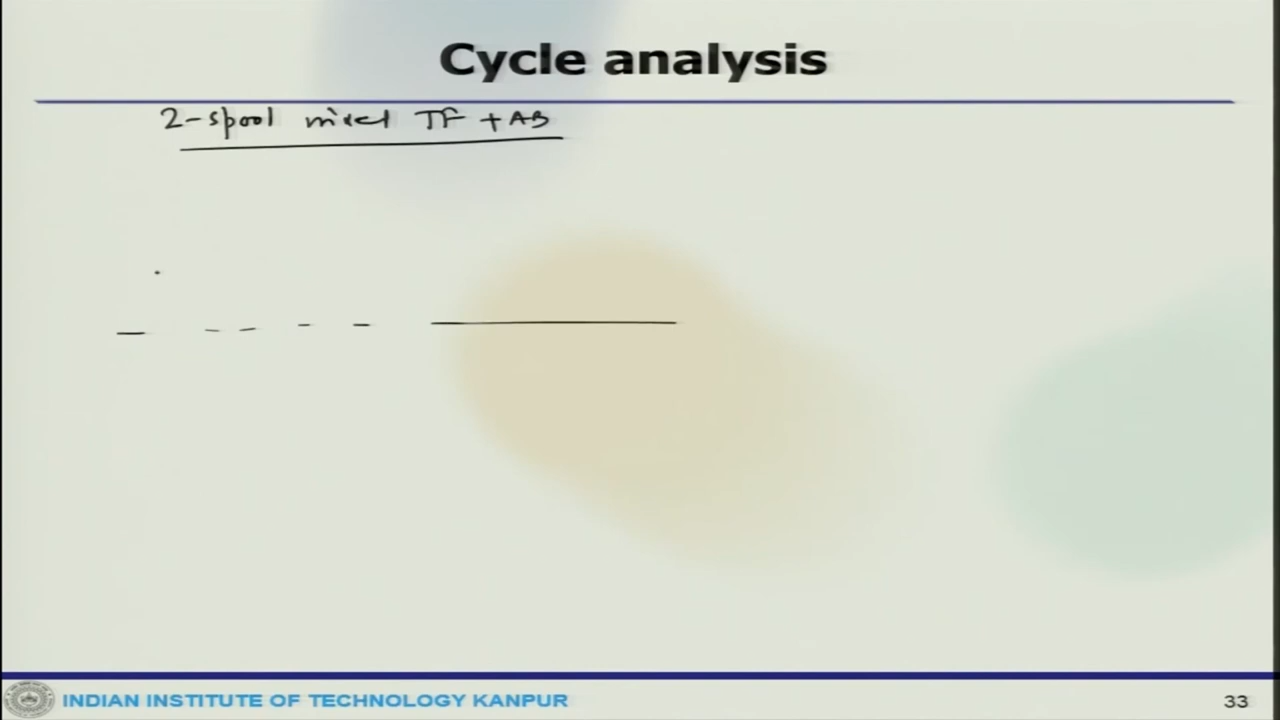 Cycle analysis
2-spool mixed TF + AB
INDIAN INSTITUTE OF TECHNOLOGY KANPUR
33